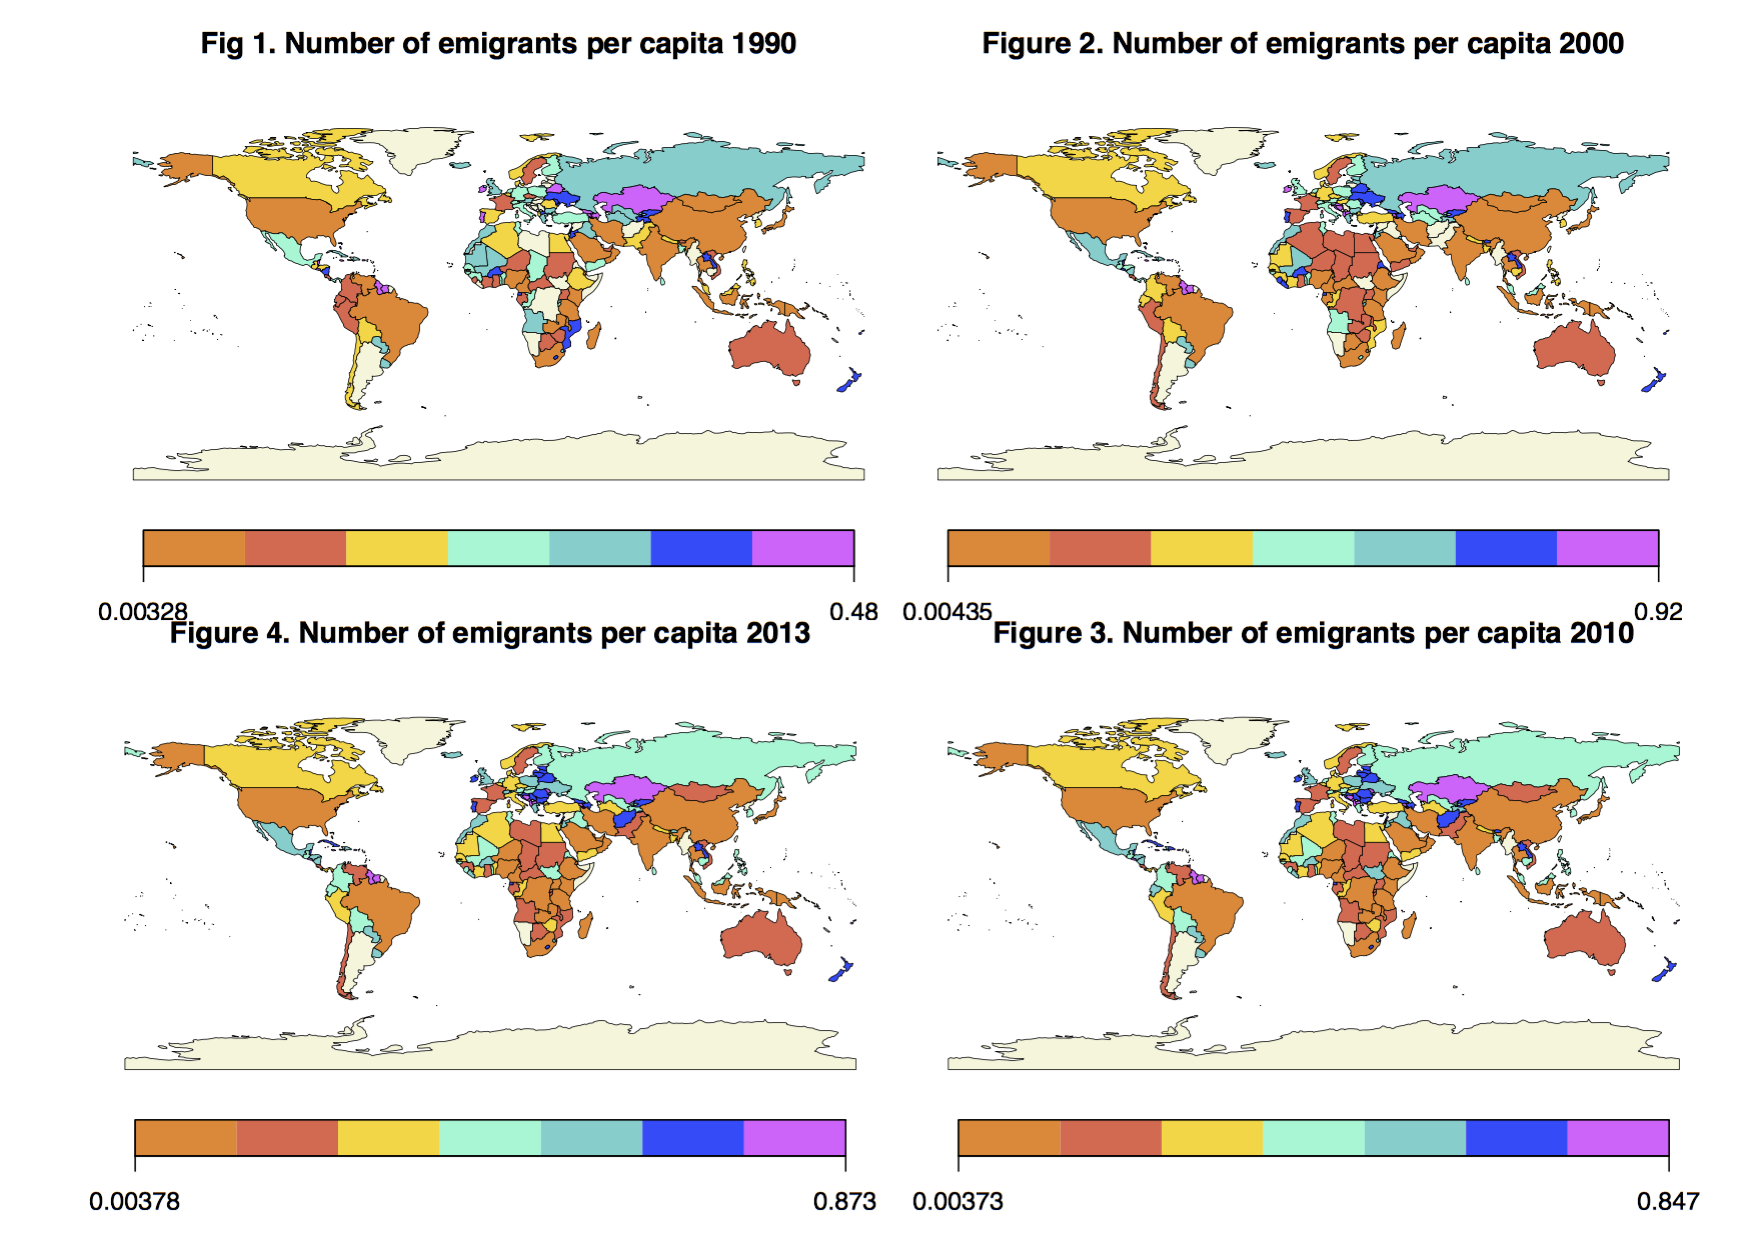 Fig 1. Number of emigrants per capita 1990
0.00328
0.48
Figure 2. Number of emigrants per capita 2000
0.00435
0.92
Figure 4. Number of emigrants per capita 2013
0.00378
0.873
Figure 3. Number of emigrants per capita 2010
0.00373
0.847